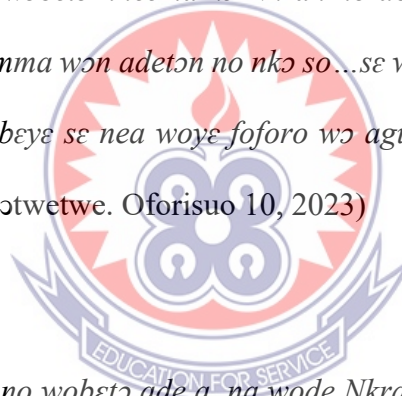 mma wɔn adetɔn no nkɔ so…sɛ w
bɛyɛ sɛ nea woyɛ foforo wɔ agu
ɔtwetwe. Oforisuo 10, 2023)
EDUCATION FOR SERVICE
no wobɛtɔ ade a, na wode Nkra